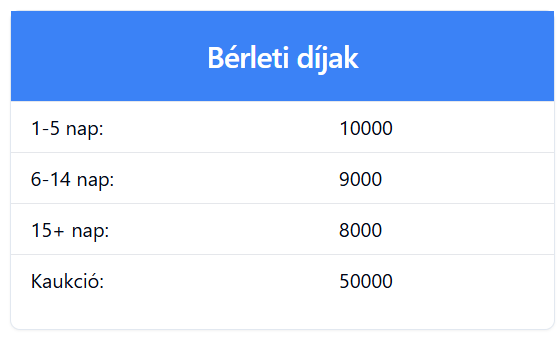 Bérleti díjak
1-5 nap: 10000
6-14 nap: 9000
15+ nap: 8000
Kaukció: 50000